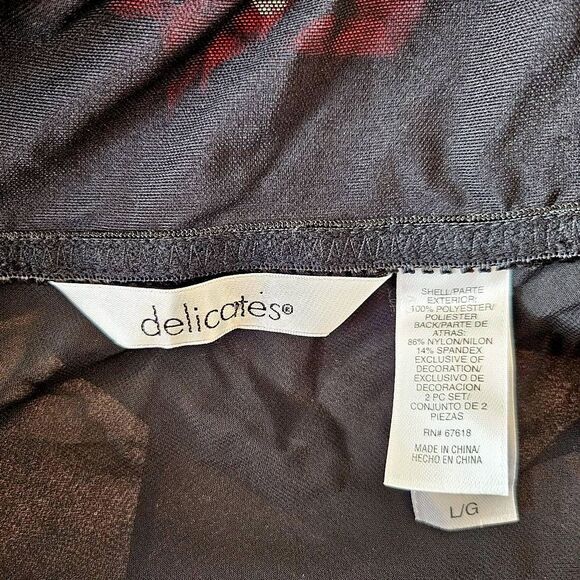 delicates®
SHELL/PARTE
EXTERIOR:
100% POLYESTER/
POLIESTER
BACK/PARTE DE
ATRAS:
86% NYLON/NILON
14% SPANDEX
EXCLUSIVE OF
DECORATION/
EXCLUSIVO DE
DECORACION
2 PC SET/
CONJUNTO DE 2
PIEZAS
RN# 67618
MADE IN CHINA/
HECHO EN CHINA
L/G